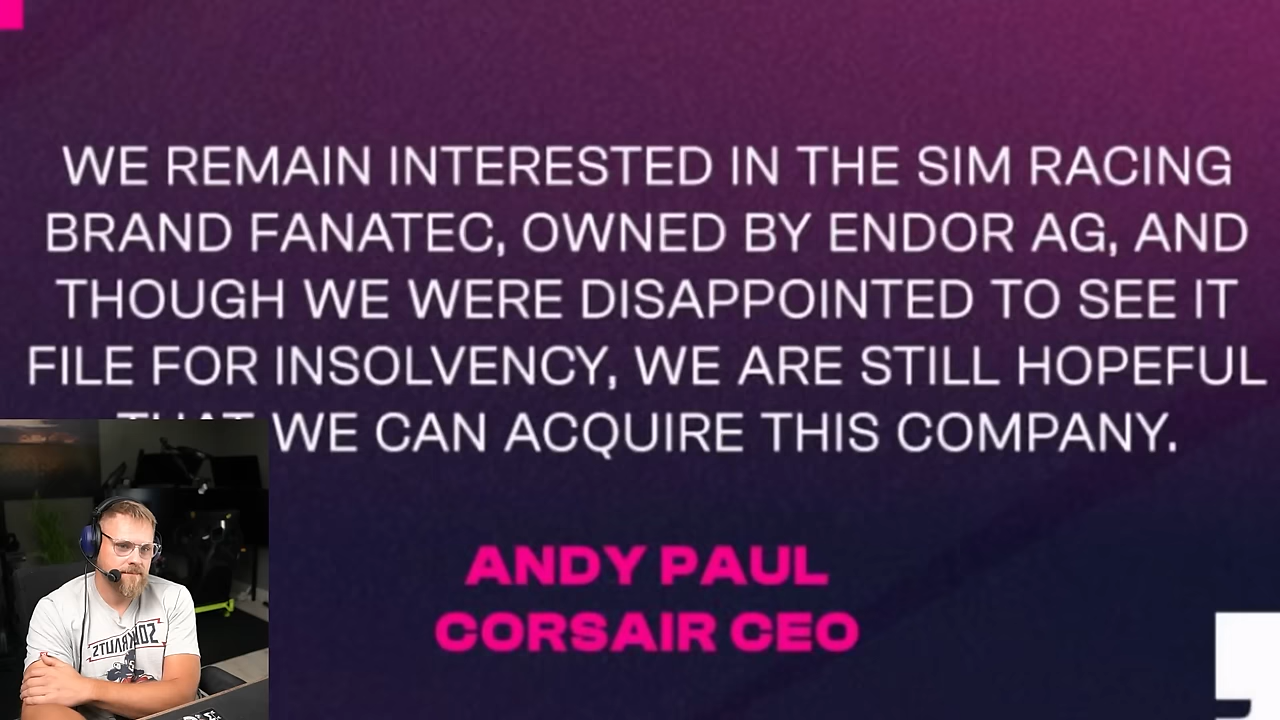 WE REMAIN INTERESTED IN THE SIM RACING
BRAND FANATEC, OWNED BY ENDOR AG, AND
THOUGH WE WERE DISAPPOINTED TO SEE IT
FILE FOR INSOLVENCY, WE ARE STILL HOPEFUL
THAT WE CAN ACQUIRE THIS COMPANY.
ANDY PAUL
CORSAIR CEO